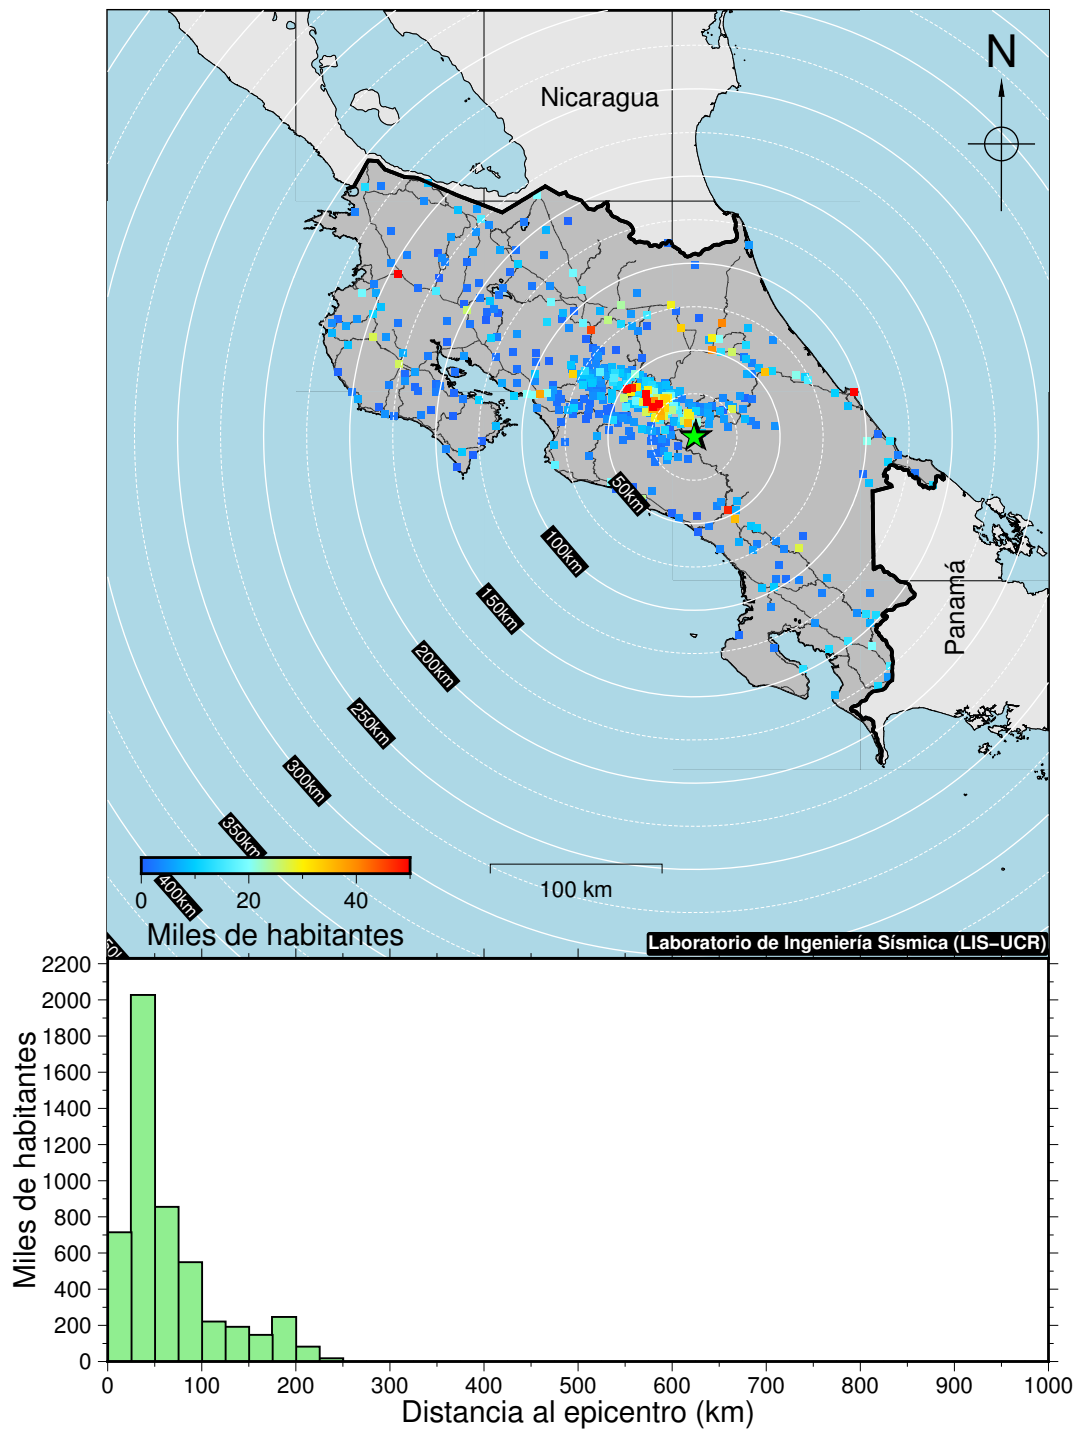 N
Nicaragua
Panamá
50km
100km
150km
200km
250km
300km
350km
400km
0 20 40
Miles de habitantes
100 km
Laboratorio de Ingeniería Sísmica (LIS−UCR)
2200
2000
1800
1600
1400
1200
1000
800
600
400
200
0
Miles de habitantes
0 100 200 300 400 500 600 700 800 900 1000
Distancia al epicentro (km)